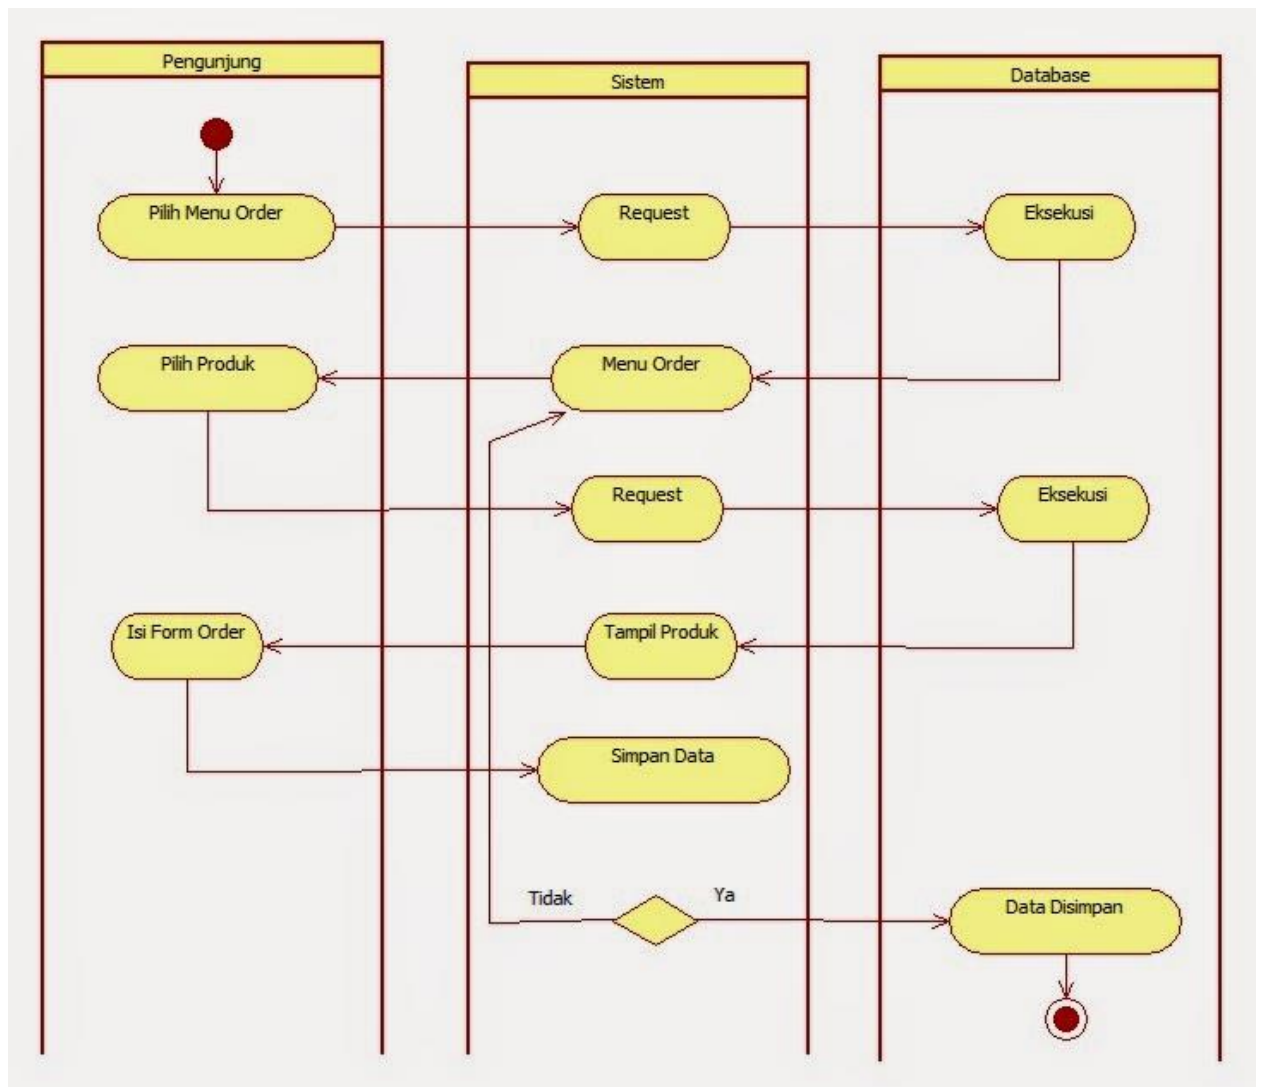 Pengunjung
Sistem
Database
Pilih Menu Order
Request
Eksekusi
Pilih Produk
Menu Order
Request
Eksekusi
Isi Form Order
Tampil Produk
Simpan Data
Tidak
Ya
Data Disimpan